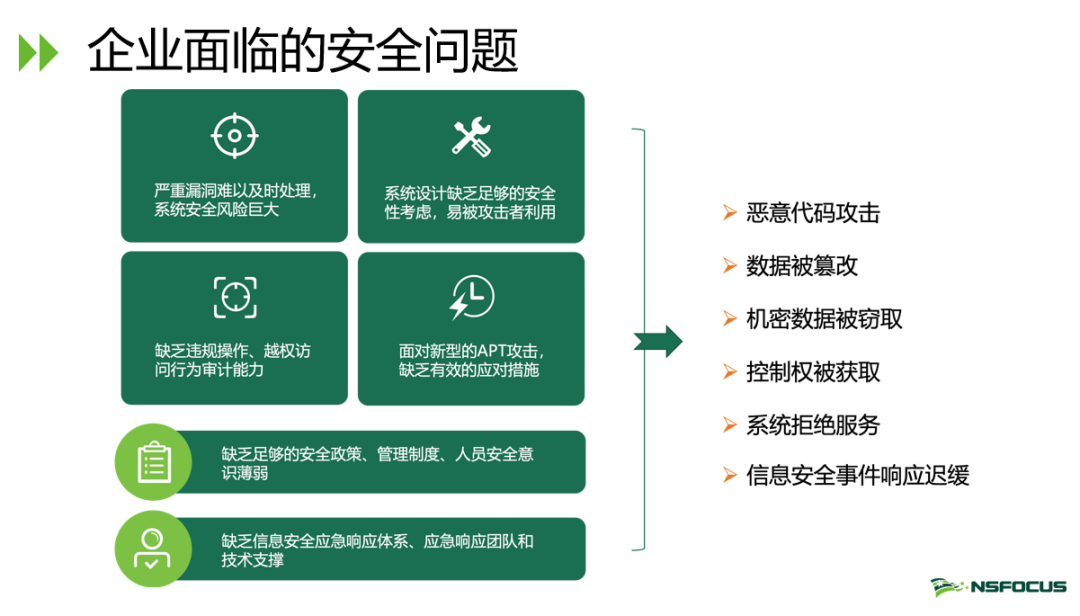 企业面临的安全问题
严重漏洞难以及时处理，
系统安全风险巨大
系统设计缺乏足够的安全
性考虑，易被攻击者利用
缺乏违规操作、越权访
问行为审计能力
面对新型的APT攻击，
缺乏有效的应对措施
缺乏足够的安全政策、管理制度、人员安全意
识薄弱
缺乏信息安全应急响应体系、应急响应团队和
技术支撑
恶意代码攻击
数据被篡改
机密数据被窃取
控制权被获取
系统拒绝服务
信息安全事件响应迟缓
NSFOCUS